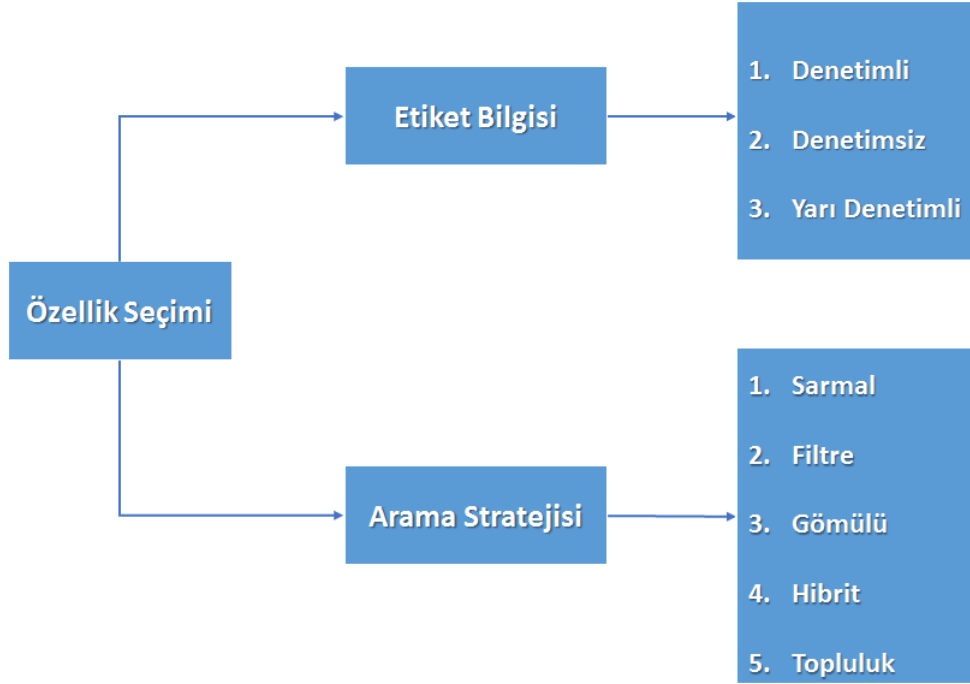 Özellik Seçimi
Etiket Bilgisi
1. Denetimli
2. Denetimsiz
3. Yarı Denetimli
Arama Stratejisi
1. Sarmal
2. Filtre
3. Gömülü
4. Hibrit
5. Topluluk